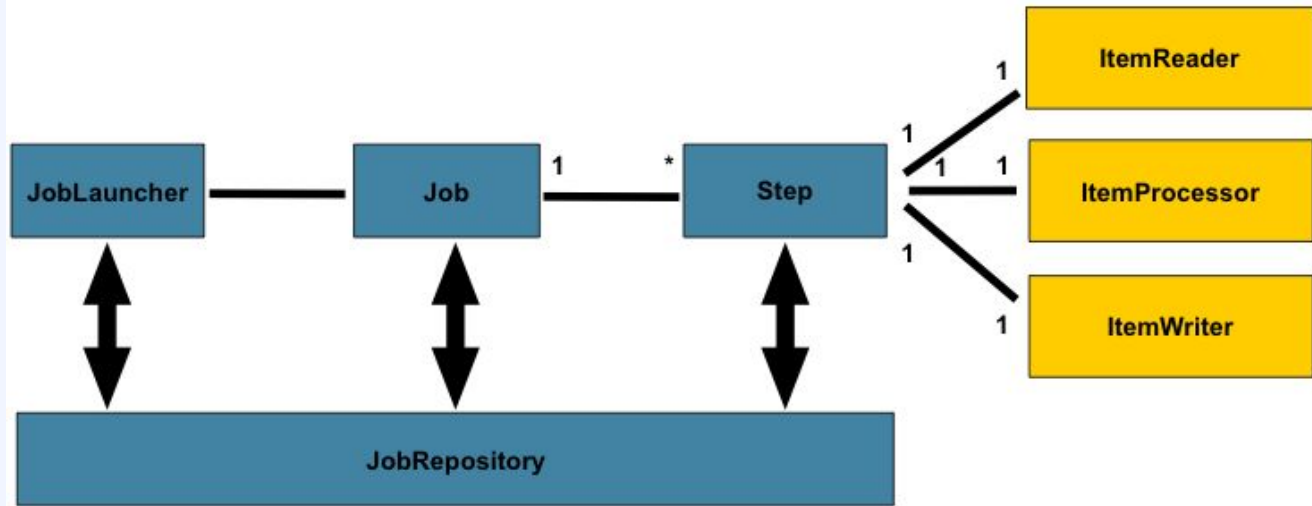 ItemReader
1
1
JobLauncher
Job
1
*
Step
1
1
ItemProcessor
1
1
ItemWriter
JobRepository